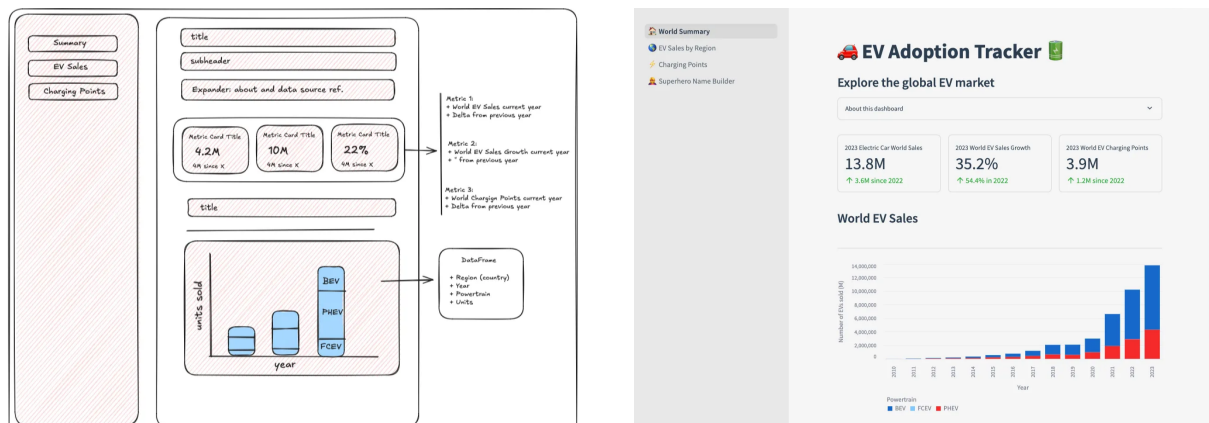 Summary
EV Sales
Charging Points
title
subheader
Expander: about and data source ref.
Metric Card Title
4.2M
4M since X
Metric Card Title
10M
4M since X
Metric Card Title
22%
4M since X
title
units sold
BEV
PHEV
FCEV
year
Metric 1:
+ World EV Sales current year
+ Delta from previous year
Metric 2:
+ World EV Sales Growth current year
+ " from previous year
Metric 3:
+ World Chargign Points current year
+ Delta from previous year
DataFrame
+ Region (country)
+ Year
+ Powertrain
+ Units
World Summary
EV Sales by Region
Charging Points
Superhero Name Builder
EV Adoption Tracker
Explore the global EV market
About this dashboard
2023 Electric Car World Sales
13.8M
↑ 3.6M since 2022
2023 World EV Sales Growth
35.2%
↑ 54.4% in 2022
2023 World EV Charging Points
3.9M
↑ 1.2M since 2022
World EV Sales
Number of EVs sold (M)
14,000,000
12,000,000
10,000,000
8,000,000
6,000,000
4,000,000
2,000,000
0
2010 2011 2012 2013 2014 2015 2016 2017 2018 2019 2020 2021 2022 2023
Year
Powertrain
BEV FCEV PHEV